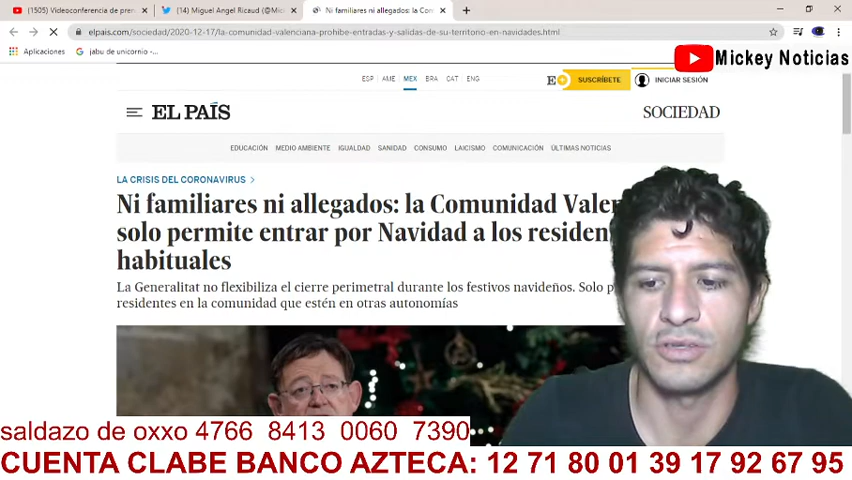 (1505) Videoconferencia de pre
(14) Miguel Angel Ricaud (@Mic
Ni familiares ni allegados: la Com
elpais.com/sociedad/2020-12-17/la-comunidad-valenciana-prohibe-entradas-y-salidas-de-su-territorio-en-navidades.html
Aplicaciones
jabu de unicornio -...
Mickey Noticias
ESP AME MEX BRA CAT ENG
E
SUSCRÍBETE
INICIAR SESIÓN
EL PAÍS
SOCIEDAD
EDUCACIÓN MEDIO AMBIENTE IGUALDAD SANIDAD CONSUMO LAICISMO COMUNICACIÓN ÚLTIMAS NOTICIAS
LA CRISIS DEL CORONAVIRUS >
Ni familiares ni allegados: la Comunidad Valen
solo permite entrar por Navidad a los residen
habituales
La Generalitat no flexibiliza el cierre perimetral durante los festivos navideños. Solo p
residentes en la comunidad que estén en otras autonomías
saldazo de oxxo 4766 8413 0060 7390
CUENTA CLABE BANCO AZTECA: 12 71 80 01 39 17 92 67 95